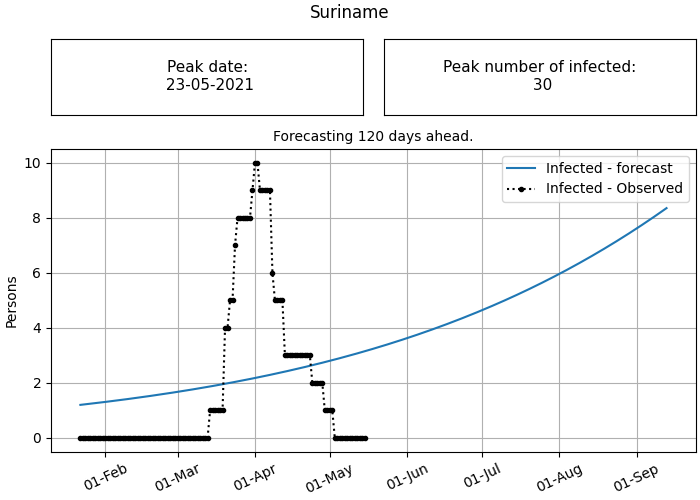 Suriname
Peak date:
23-05-2021
Peak number of infected:
30
Forecasting 120 days ahead.
Infected - forecast
Infected - Observed
Persons
10
8
6
4
2
0
01-Feb
01-Mar
01-Apr
01-May
01-Jun
01-Jul
01-Aug
01-Sep